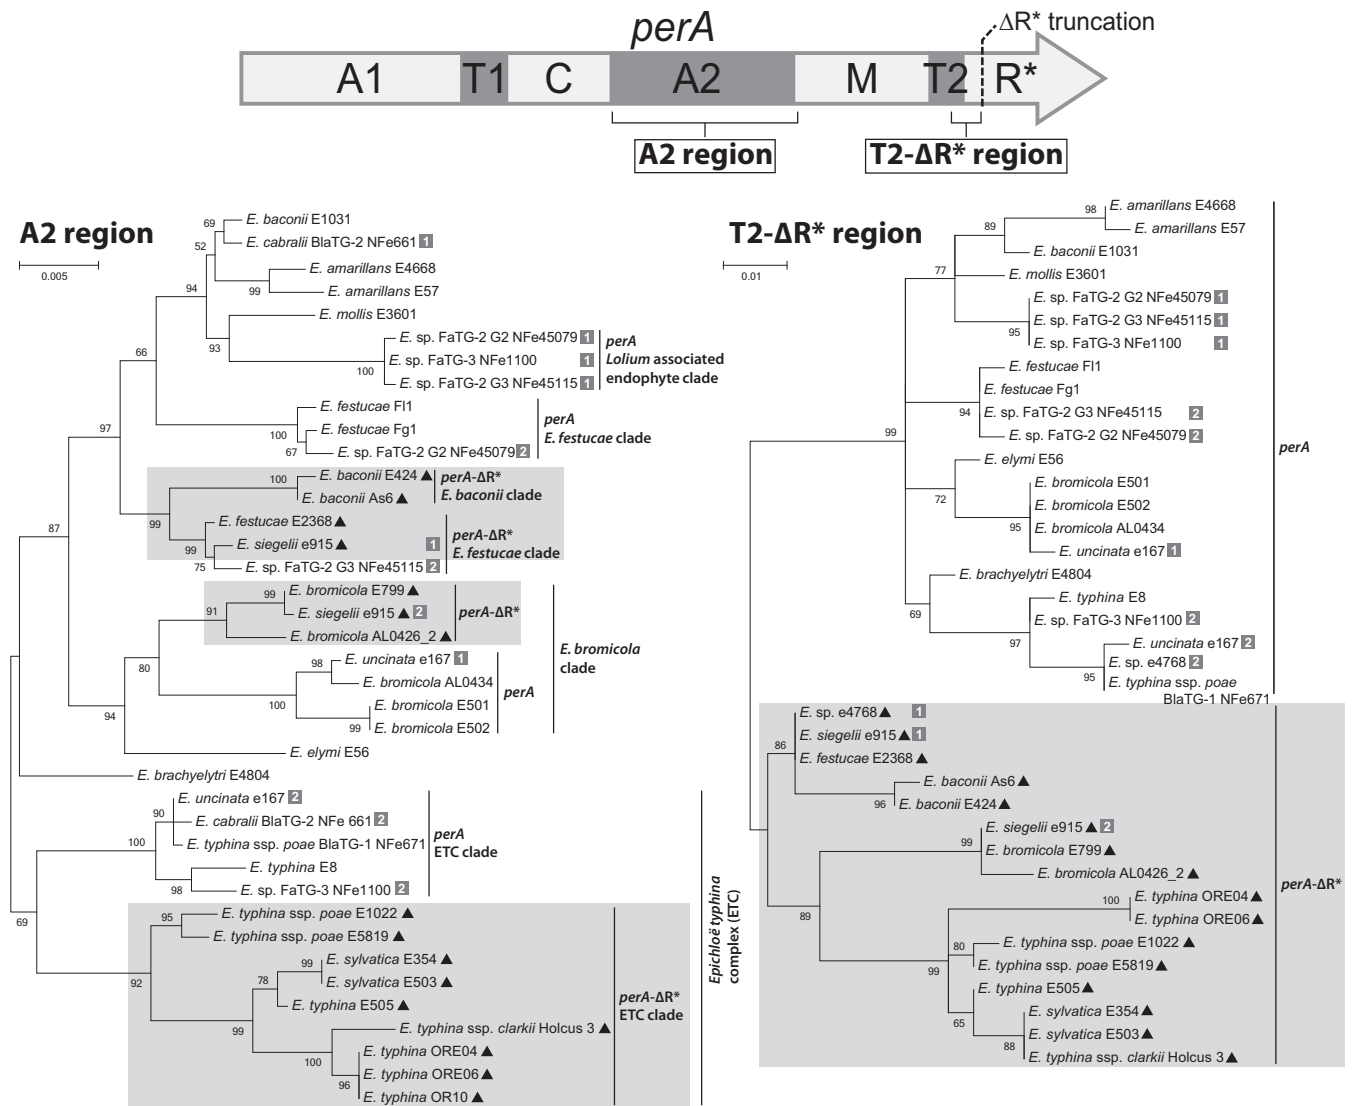 perA
ΔR* truncation
A1 T1 C A2 M T2 R*
A2 region
T2-ΔR* region
A2 region
0.005
69
52
94
99
93
100
66
100
67
97
100
99
99
75
87
99
91
80
98
100
99
94
90
100
98
69
95
92
99
78
99
100
96
E. baconii E1031
E. cabralii BlaTG-2 NFe661 1
E. amarillans E4668
E. amarillans E57
E. mollis E3601
E. sp. FaTG-2 G2 NFe45079 1
E. sp. FaTG-3 NFe1100 1
E. sp. FaTG-2 G3 NFe45115 1
perA
Lolium associated
endophyte clade
E. festucae Fl1
E. festucae Fg1
E. sp. FaTG-2 G2 NFe45079 2
perA
E. festucae clade
E. baconii E424 ▲
E. baconii As6 ▲
perA-ΔR*
E. baconii clade
E. festucae E2368 ▲
E. siegelii e915 ▲ 1
E. sp. FaTG-2 G3 NFe45115 2
perA-ΔR*
E. festucae clade
E. bromicola E799 ▲
E. siegelii e915 ▲ 2
E. bromicola AL0426_2 ▲
perA-ΔR*
E. uncinata e167 1
E. bromicola AL0434
E. bromicola E501
E. bromicola E502
perA
E. bromicola
clade
E. elymi E56
E. brachyelytri E4804
E. uncinata e167 2
E. cabralii BlaTG-2 NFe 661 2
E. typhina ssp. poae BlaTG-1 NFe671
E. typhina E8
E. sp. FaTG-3 NFe1100 2
perA
ETC clade
E. typhina ssp. poae E1022 ▲
E. typhina ssp. poae E5819 ▲
E. sylvatica E354 ▲
E. sylvatica E503 ▲
E. typhina E505 ▲
E. typhina ssp. clarkii Holcus 3 ▲
E. typhina ORE04 ▲
E. typhina ORE06 ▲
E. typhina OR10 ▲
perA-ΔR*
ETC clade
Epichloë typhina
complex (ETC)
T2-ΔR* region
0.01
98
89
77
95
94
99
72
95
69
97
95
86
96
99
89
100
80
99
65
88
E. amarillans E4668
E. amarillans E57
E. baconii E1031
E. mollis E3601
E. sp. FaTG-2 G2 NFe45079 1
E. sp. FaTG-2 G3 NFe45115 1
E. sp. FaTG-3 NFe1100 1
E. festucae Fl1
E. festucae Fg1
E. sp. FaTG-2 G3 NFe45115 2
E. sp. FaTG-2 G2 NFe45079 2
E. elymi E56
E. bromicola E501
E. bromicola E502
E. bromicola AL0434
E. uncinata e167 1
E. brachyelytri E4804
E. typhina E8
E. sp. FaTG-3 NFe1100 2
E. uncinata e167 2
E. sp. e4768 2
E. typhina ssp. poae
BlaTG-1 NFe671
perA
E. sp. e4768 ▲ 1
E. siegelii e915 ▲ 1
E. festucae E2368 ▲
E. baconii As6 ▲
E. baconii E424 ▲
E. siegelii e915 ▲ 2
E. bromicola E799 ▲
E. bromicola AL0426_2 ▲
E. typhina ORE04 ▲
E. typhina ORE06 ▲
E. typhina ssp. poae E1022 ▲
E. typhina ssp. poae E5819 ▲
E. typhina E505 ▲
E. sylvatica E354 ▲
E. sylvatica E503 ▲
E. typhina ssp. clarkii Holcus 3 ▲
perA-ΔR*